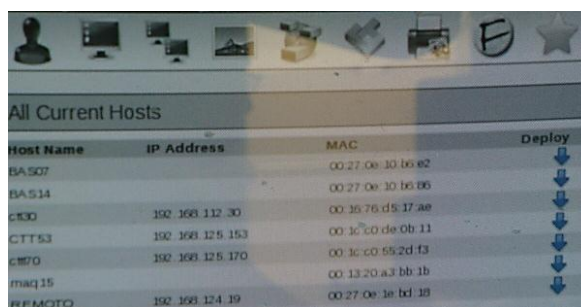 All Current Hosts
Host Name IP Address MAC Deploy
BAS07 00:27:0e:10:b6:e2
BAS14 00:27:0e:10:b6:86
ctt30 192.168.112.30 00:16:76:d5:17:ae
CTT53 192.168.125.153 00:1c:c0:de:0b:11
ctt70 192.168.125.170 00:1c:c0:55:2d:f3
maq15 00:13:20:a3:bb:1b
REMOTO 192.168.124.19 00:27:0e:1e:bd:18